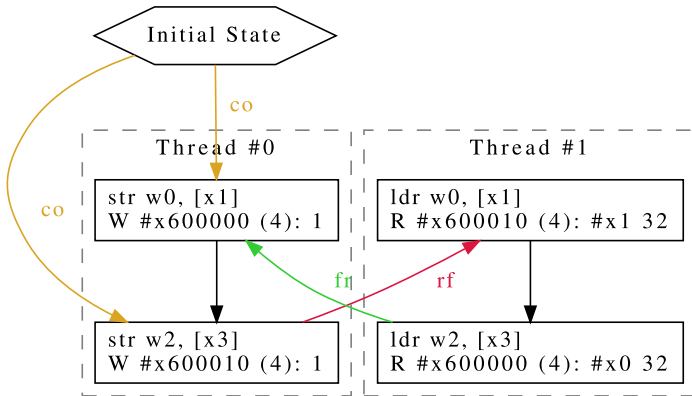 Initial State
co
Thread #0
Thread #1
str w0, [x1]
W #x600000 (4): 1
ldr w0, [x1]
R #x600010 (4): #x1 32
co
fr
rf
str w2, [x3]
W #x600010 (4): 1
ldr w2, [x3]
R #x600000 (4): #x0 32